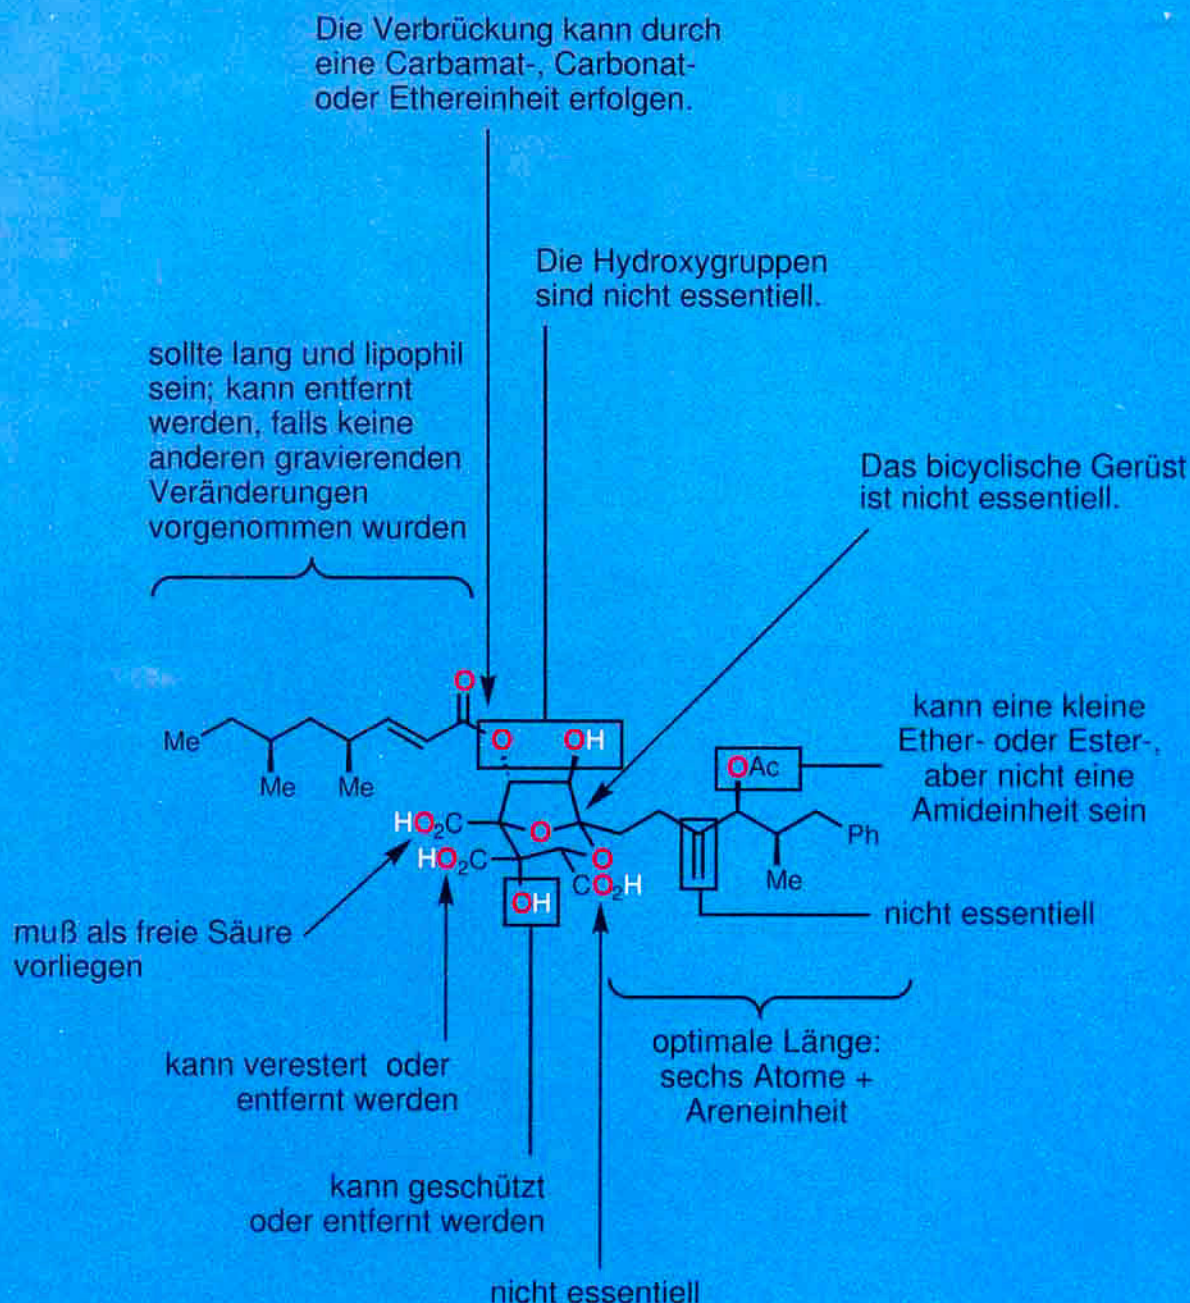 Die Verbrückung kann durch
eine Carbamat-, Carbonat-
oder Ethereinheit erfolgen.
Die Hydroxygruppen
sind nicht essentiell.
sollte lang und lipophil
sein; kann entfernt
werden, falls keine
anderen gravierenden
Veränderungen
vorgenommen wurden
Das bicyclische Gerüst
ist nicht essentiell.
kann eine kleine
Ether- oder Ester-,
aber nicht eine
Amideinheit sein
O
Me
O
OH
OAc
Me
Me
HO₂C
O
Ph
HO₂C
O
CO₂H
Me
OH
nicht essentiell
muß als freie Säure
vorliegen
optimale Länge:
sechs Atome +
Areneinheit
kann verestert oder
entfernt werden
kann geschützt
oder entfernt werden
nicht essentiell